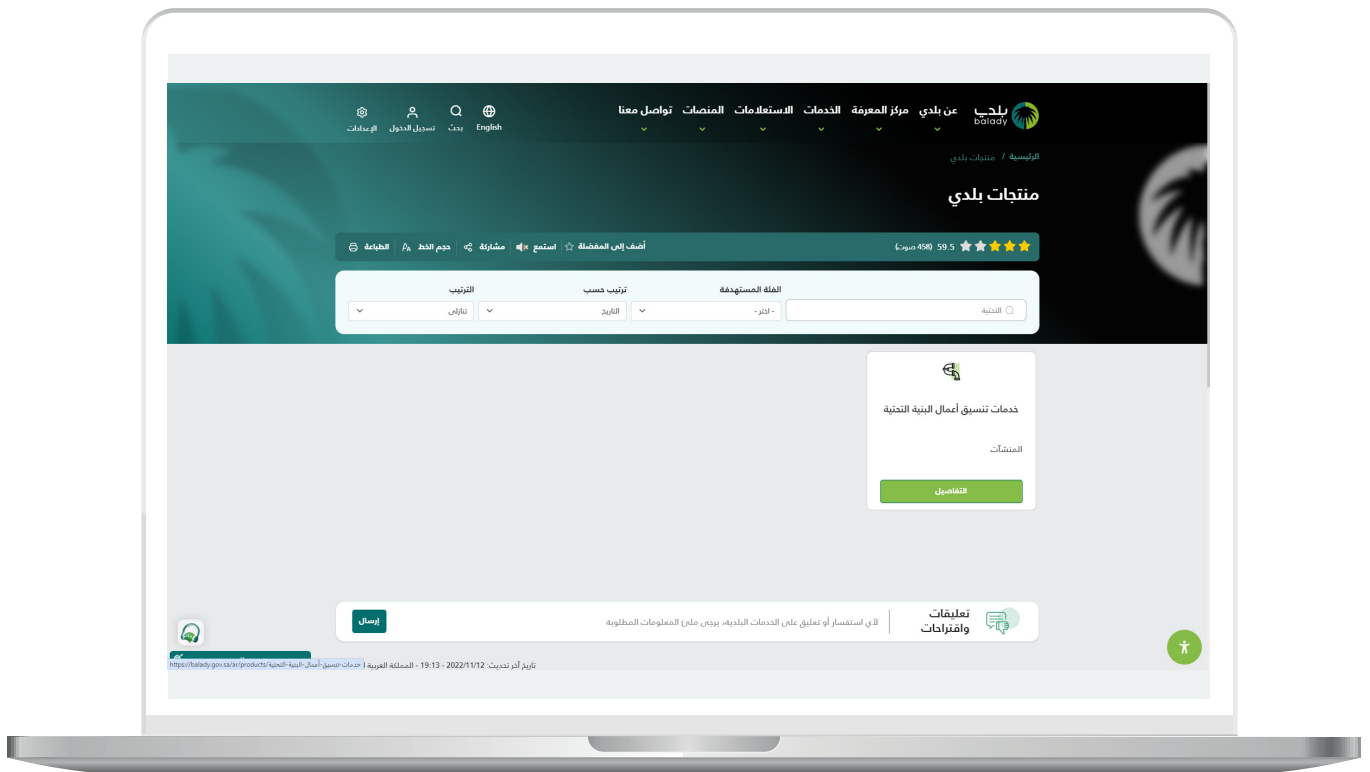 بلدي
balady
عن بلدي مركز المعرفة الخدمات الاستعلامات المنصات تواصل معنا
English بحث تسجيل الدخول الإعدادات
الرئيسية / منتجات بلدي
منتجات بلدي
59.5 (458 صوت)
أضف إلى المفضلة استمع مشاركة حجم الخط الطباعة
الفئة المستهدفة ترتيب حسب الترتيب
التحتية - اختر - التاريخ تنازلي
خدمات تنسيق أعمال البنية التحتية
المنشآت
التفاصيل
تعليقات
واقتراحات
لأي استفسار أو تعليق على الخدمات البلدية، يرجى ملئ المعلومات المطلوبة
إرسال
تاريخ آخر تحديث: 2022/11/12 - 19:13 - المملكة العربية
https://balady.gov.sa/ar/products/خدمات-تنسيق-أعمال-البنية-التحتية